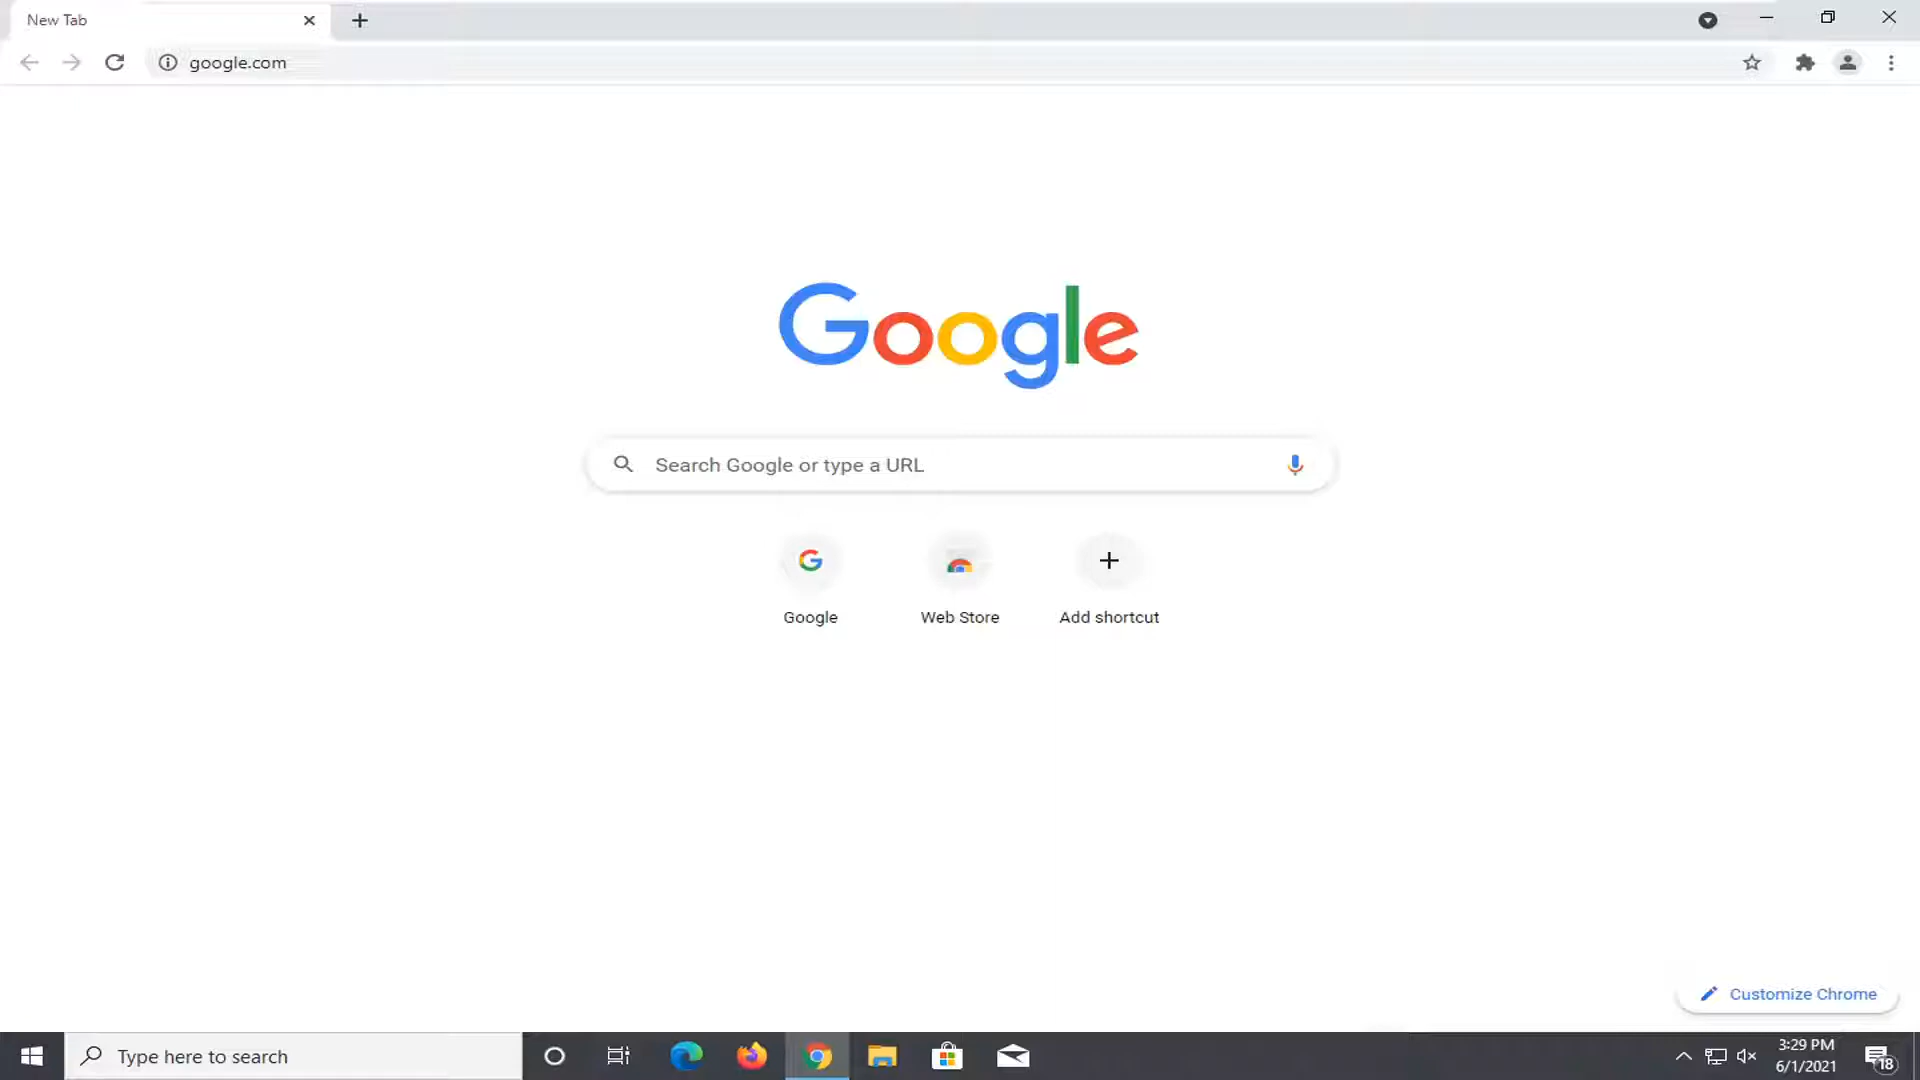 New Tab
google.com
Google
Search Google or type a URL
Google
Web Store
Add shortcut
Customize Chrome
Type here to search
3:29 PM
6/1/2021
18